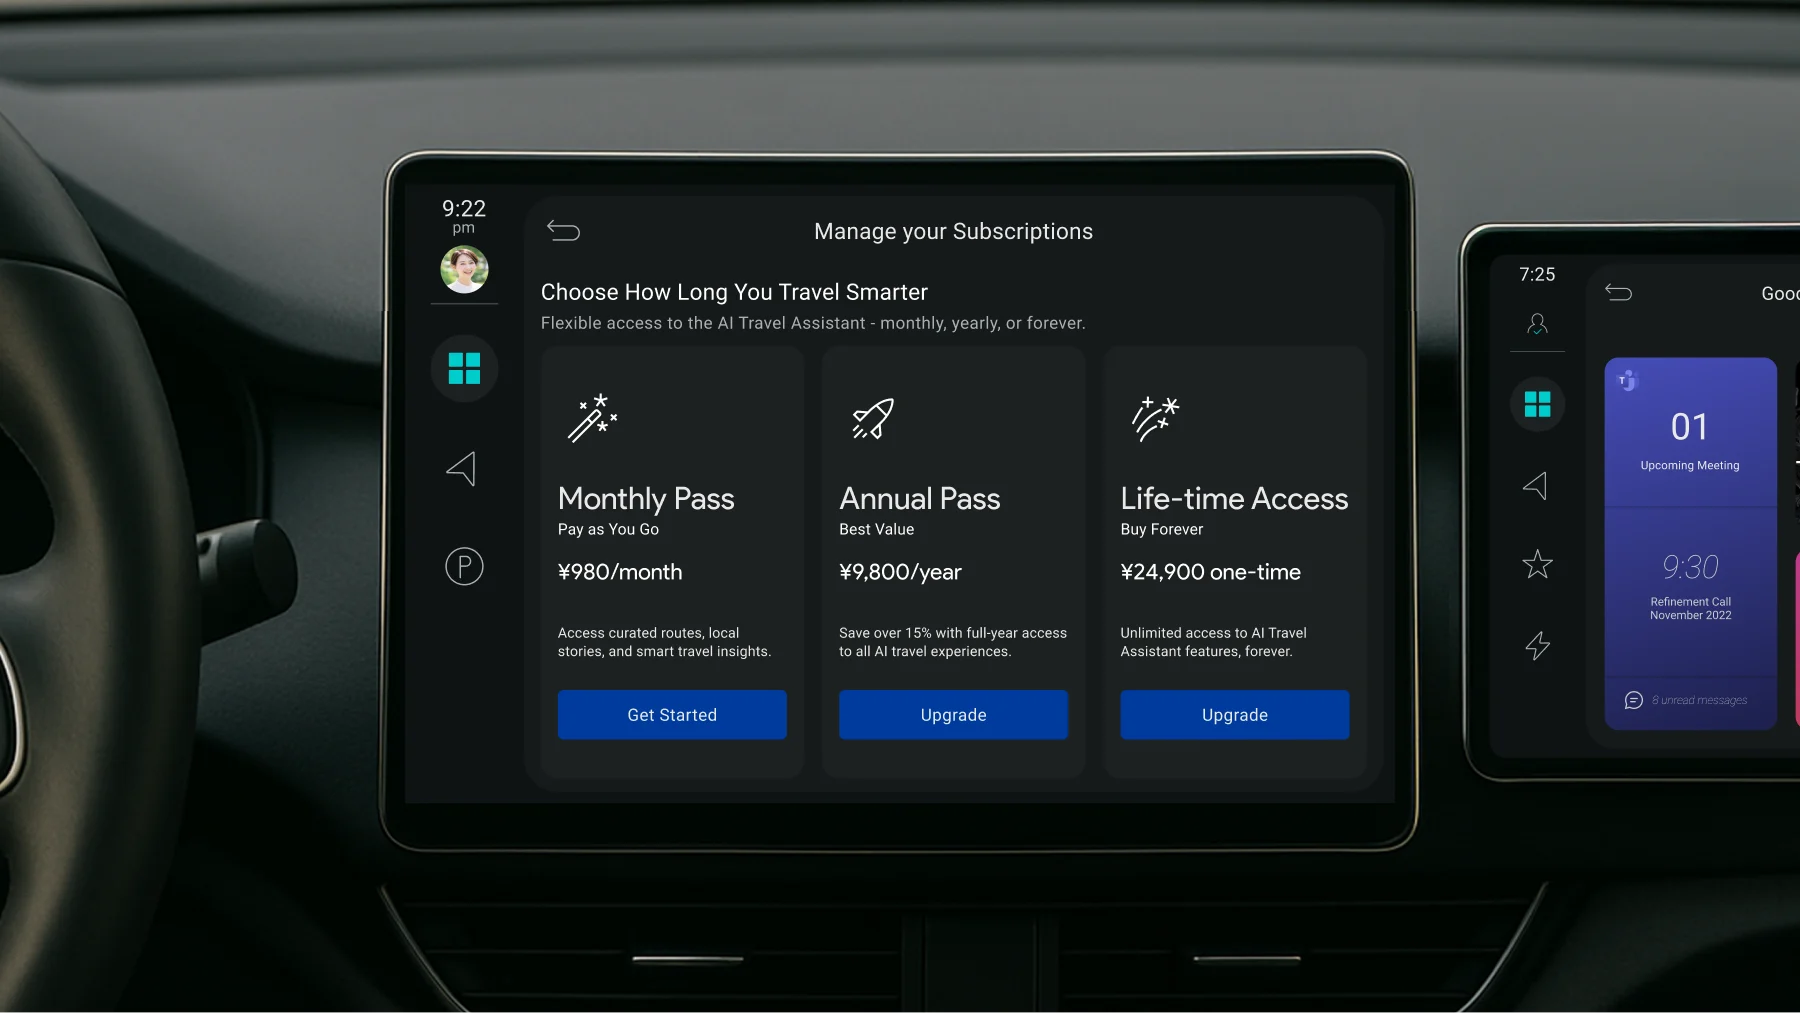 9:22
pm
Manage your Subscriptions
Choose How Long You Travel Smarter
Flexible access to the AI Travel Assistant - monthly, yearly, or forever.
Monthly Pass
Pay as You Go
¥980/month
Access curated routes, local
stories, and smart travel insights.
Get Started
Annual Pass
Best Value
¥9,800/year
Save over 15% with full-year access
to all AI travel experiences.
Upgrade
Life-time Access
Buy Forever
¥24,900 one-time
Unlimited access to AI Travel
Assistant features, forever.
Upgrade
P
7:25
T
01
Upcoming Meeting
9:30
Refinement Call
November 2022
8 unread messages